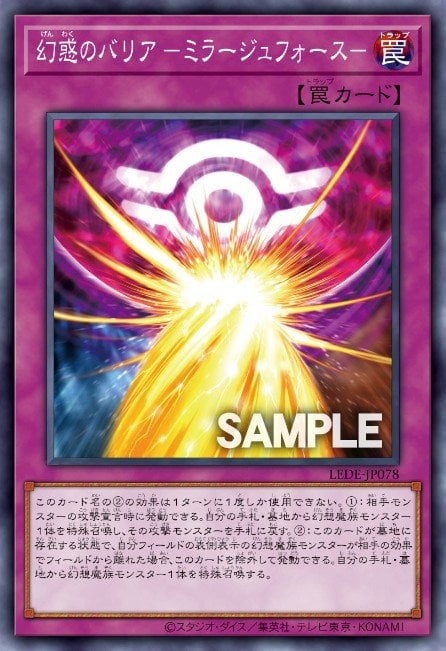 幻惑のバリア －ミラージュフォース－ 罠
【罠カード】
SAMPLE
LEDE-JP078
このカード名の②の効果は１ターンに１度しか使用できない。①：相手モン
スターの攻撃宣言時に発動できる。自分の手札・墓地から幻想魔族モンスター
１体を特殊召喚し、その攻撃モンスターを手札に戻す。②：このカードが墓地に
存在する状態で、自分フィールドの表側表示の幻想魔族モンスターが相手の効果
でフィールドから離れた場合、このカードを除外して発動できる。自分の手札・墓
地から幻想魔族モンスター１体を特殊召喚する。
©スタジオ・ダイス／集英社・テレビ東京・KONAMI